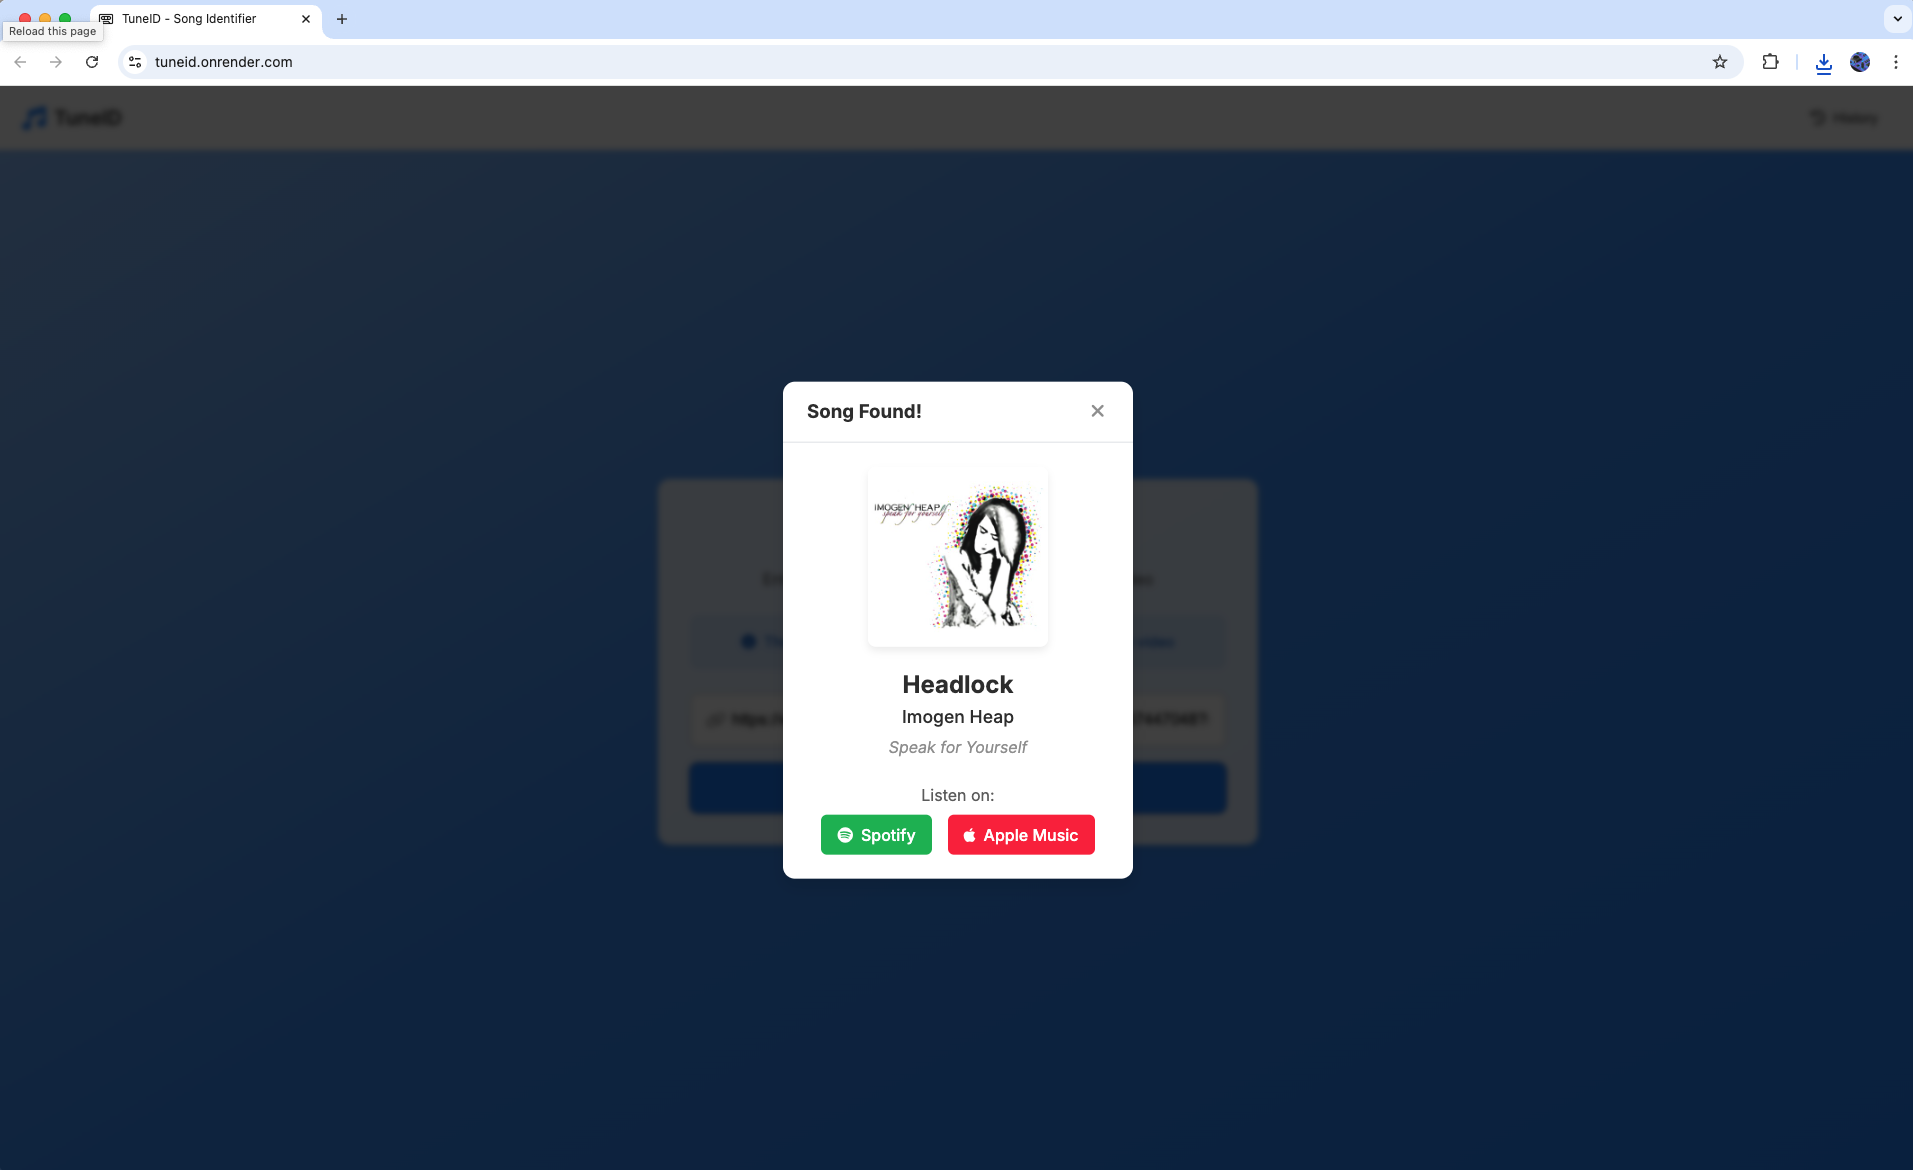 TuneID - Song Identifier
Reload this page
tuneid.onrender.com
TuneID
History
Song Found!
IMOGEN HEAP
speak for yourself
Headlock
Imogen Heap
Speak for Yourself
Listen on:
Spotify
Apple Music